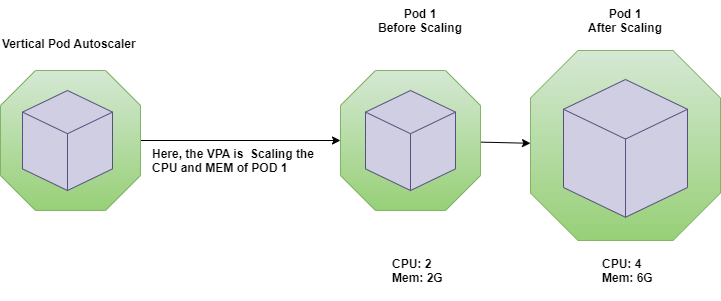 Vertical Pod Autoscaler
Pod 1
Before Scaling
Pod 1
After Scaling
Here, the VPA is  Scaling the
CPU and MEM of POD 1
CPU: 2
Mem: 2G
CPU: 4
Mem: 6G